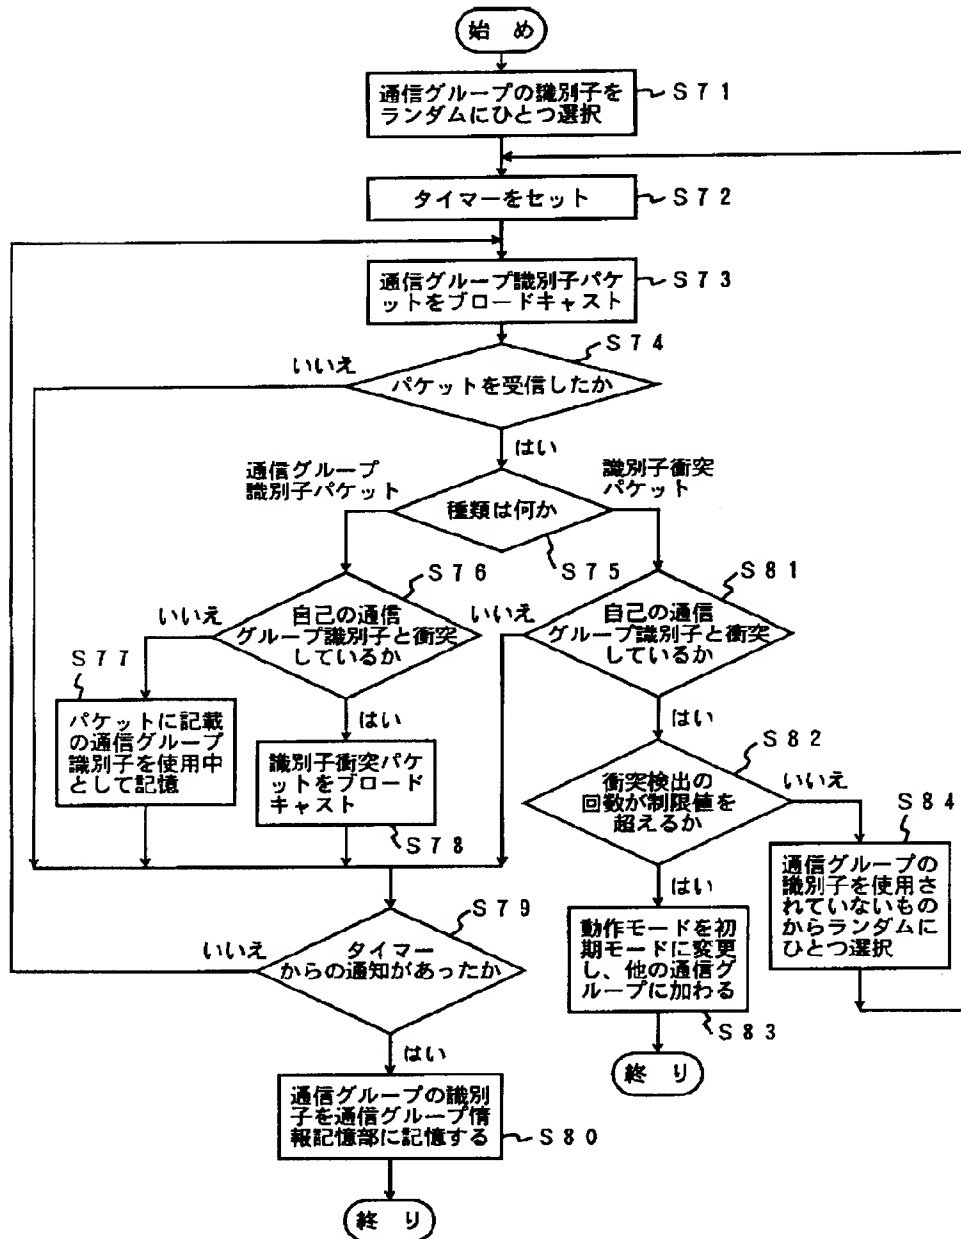 始 め
通信グループの識別子を
ランダムにひとつ選択
S71
タイマーをセット
S72
通信グループ識別子パケ
ットをブロードキャスト
S73
S74
いいえ
パケットを受信したか
はい
通信グループ
識別子パケット
識別子衝突
パケット
種類は何か
S75
S76
S81
いいえ
自己の通信
グループ識別子と衝突
しているか
いいえ
自己の通信
グループ識別子と衝突
しているか
S77
はい
はい
パケットに記載
の通信グループ
識別子を使用中
として記憶
識別子衝突パケ
ットをブロード
キャスト
S78
S82
衝突検出の
回数が制限値を
超えるか
いいえ
S84
はい
通信グループの
識別子を使用さ
れていないもの
からランダムに
ひとつ選択
S79
いいえ
タイマー
からの通知があったか
動作モードを初
期モードに変更
し、他の通信グ
ループに加わる
S83
はい
終 り
通信グループの識別
子を通信グループ情
報記憶部に記憶する
S80
終 り